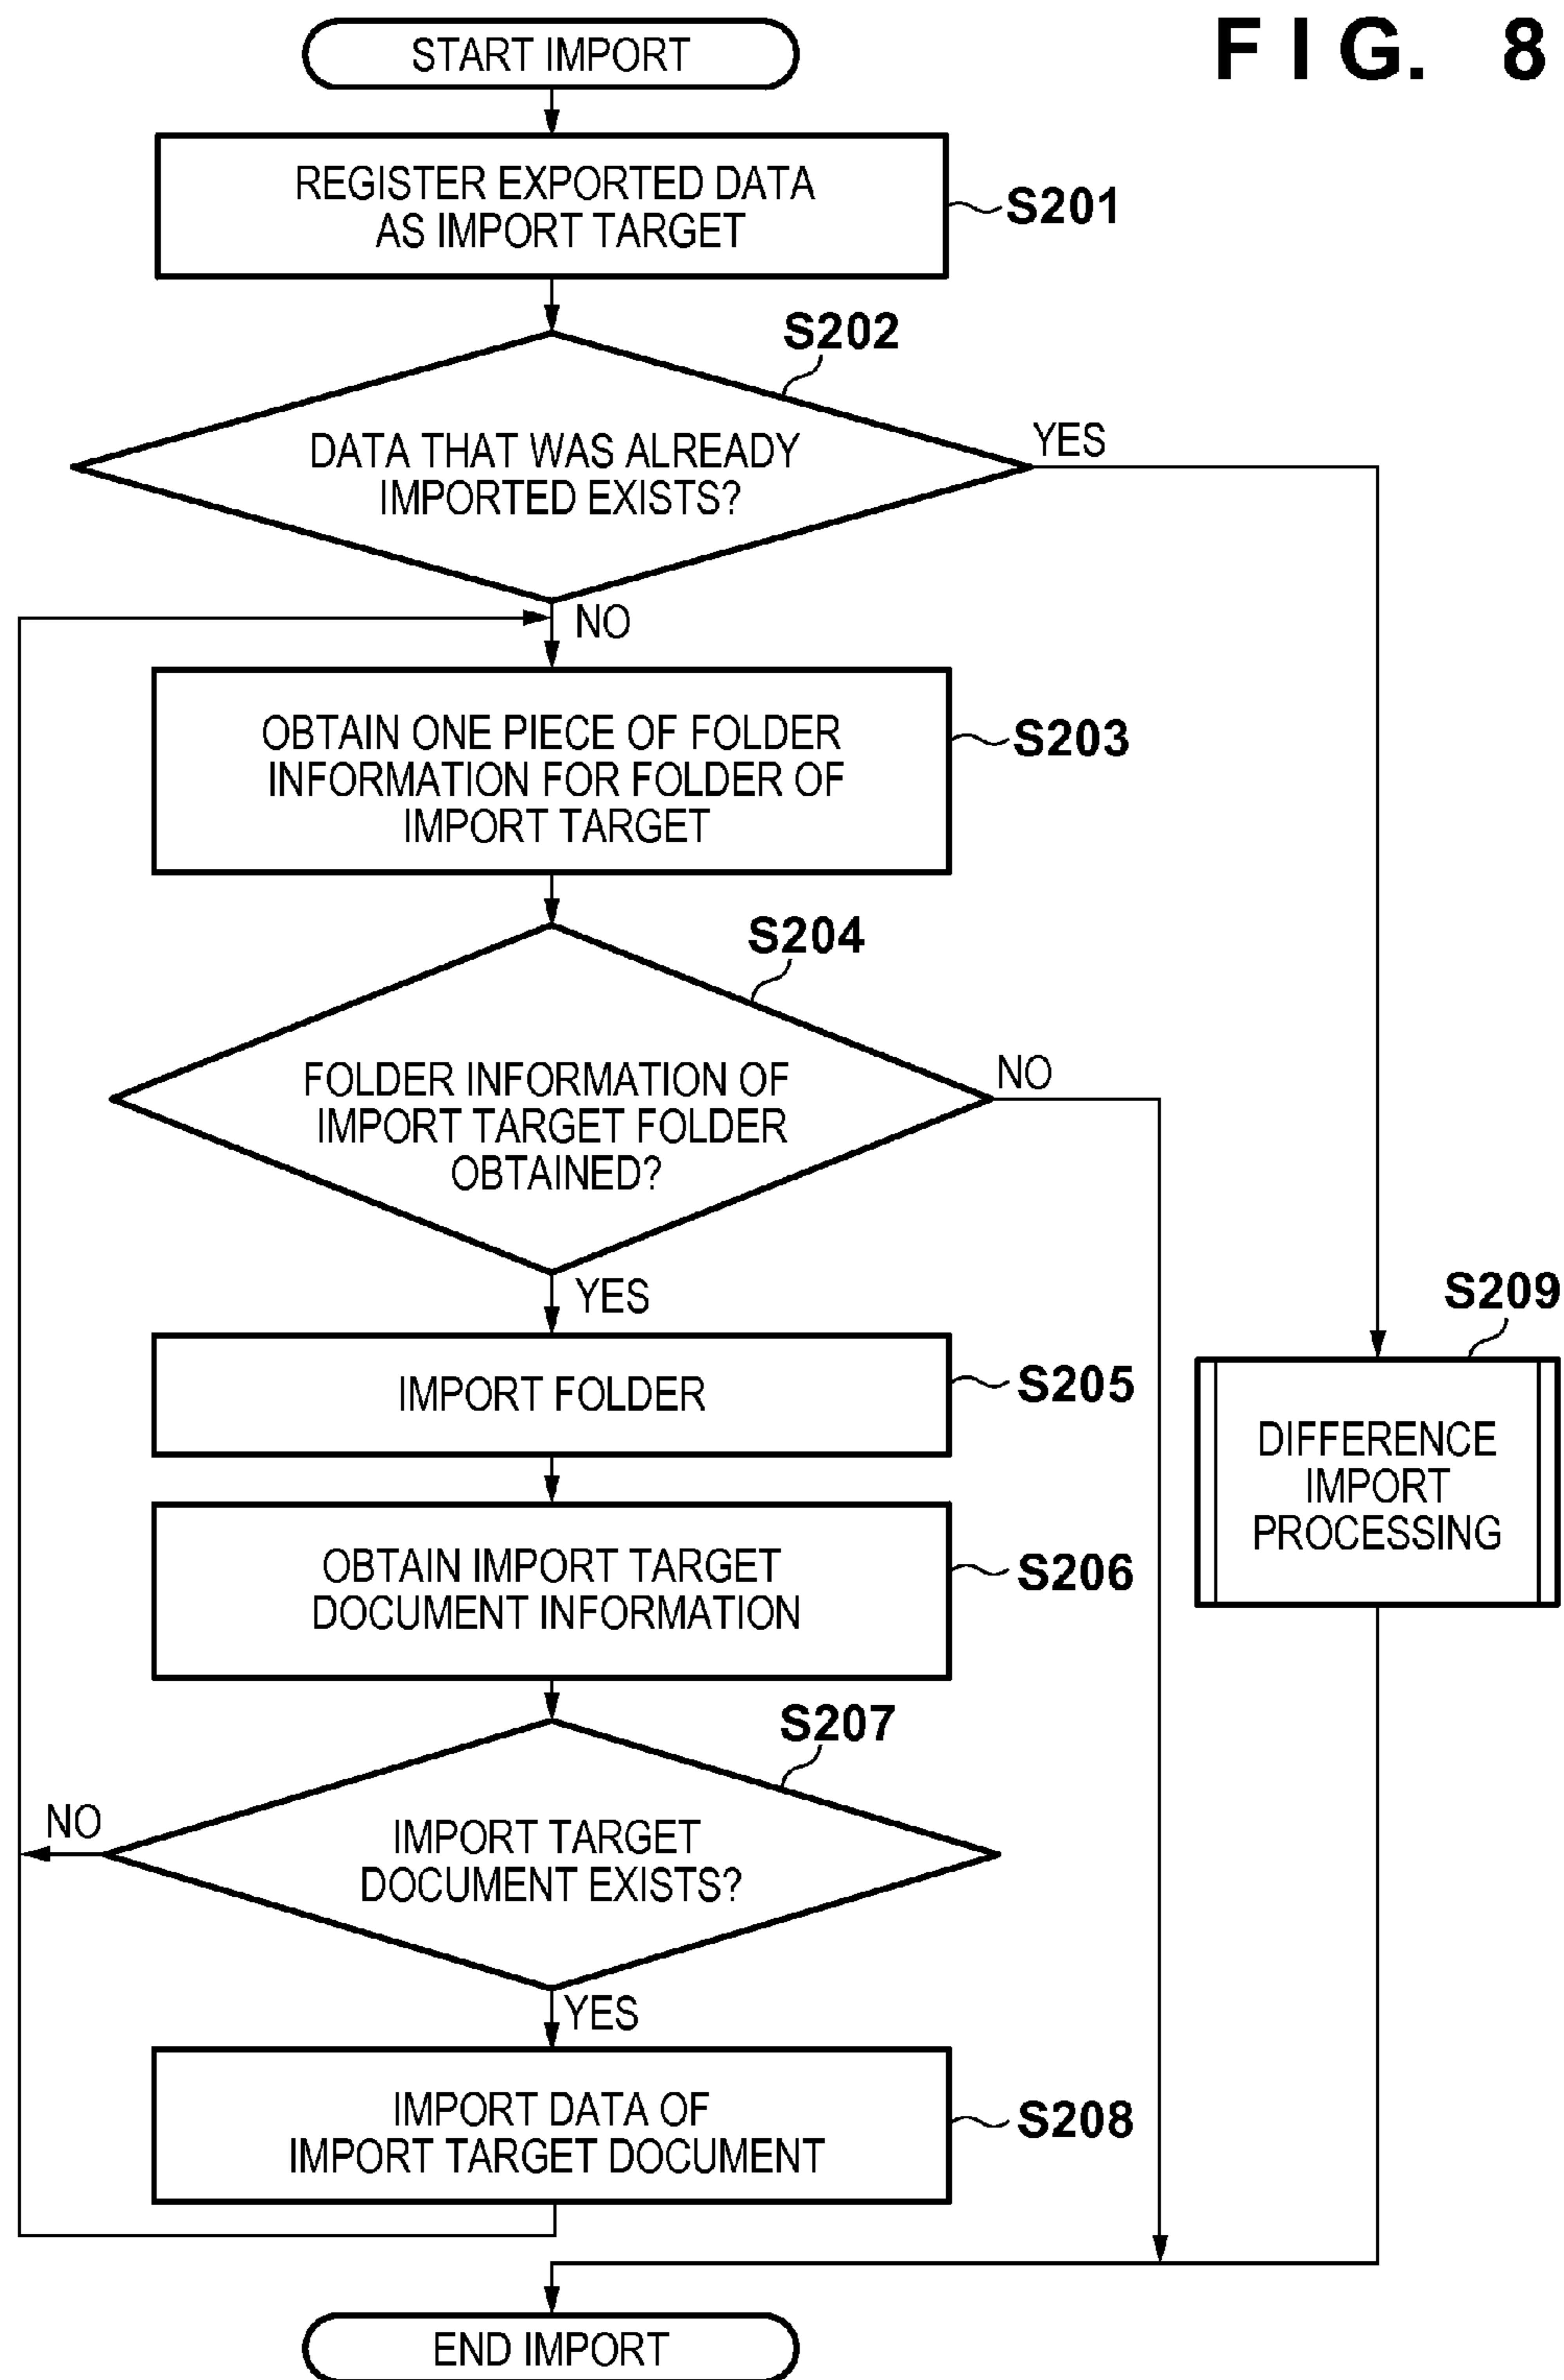 FIG. 8
START IMPORT
REGISTER EXPORTED DATA
AS IMPORT TARGET
S201
S202
DATA THAT WAS ALREADY
IMPORTED EXISTS?
YES
NO
OBTAIN ONE PIECE OF FOLDER
INFORMATION FOR FOLDER OF
IMPORT TARGET
S203
S204
FOLDER INFORMATION OF
IMPORT TARGET FOLDER
OBTAINED?
NO
YES
IMPORT FOLDER
S205
S209
DIFFERENCE
IMPORT
PROCESSING
OBTAIN IMPORT TARGET
DOCUMENT INFORMATION
S206
S207
IMPORT TARGET
DOCUMENT EXISTS?
NO
YES
IMPORT DATA OF
IMPORT TARGET DOCUMENT
S208
END IMPORT